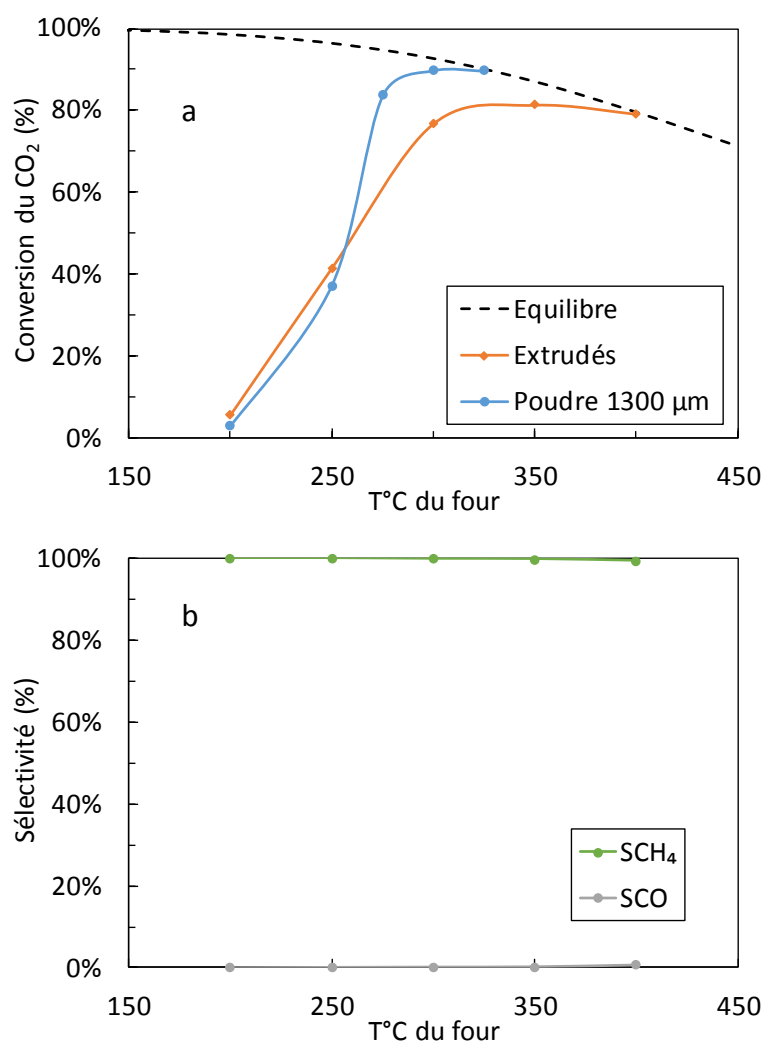 100%
80%
60%
40%
20%
0%
Conversion du CO₂ (%)
a
Equilibre
Extrudés
Poudre 1300 µm
150 250 350 450
T°C du four
100%
80%
60%
40%
20%
0%
Sélectivité (%)
b
SCH₄
SCO
150 250 350 450
T°C du four